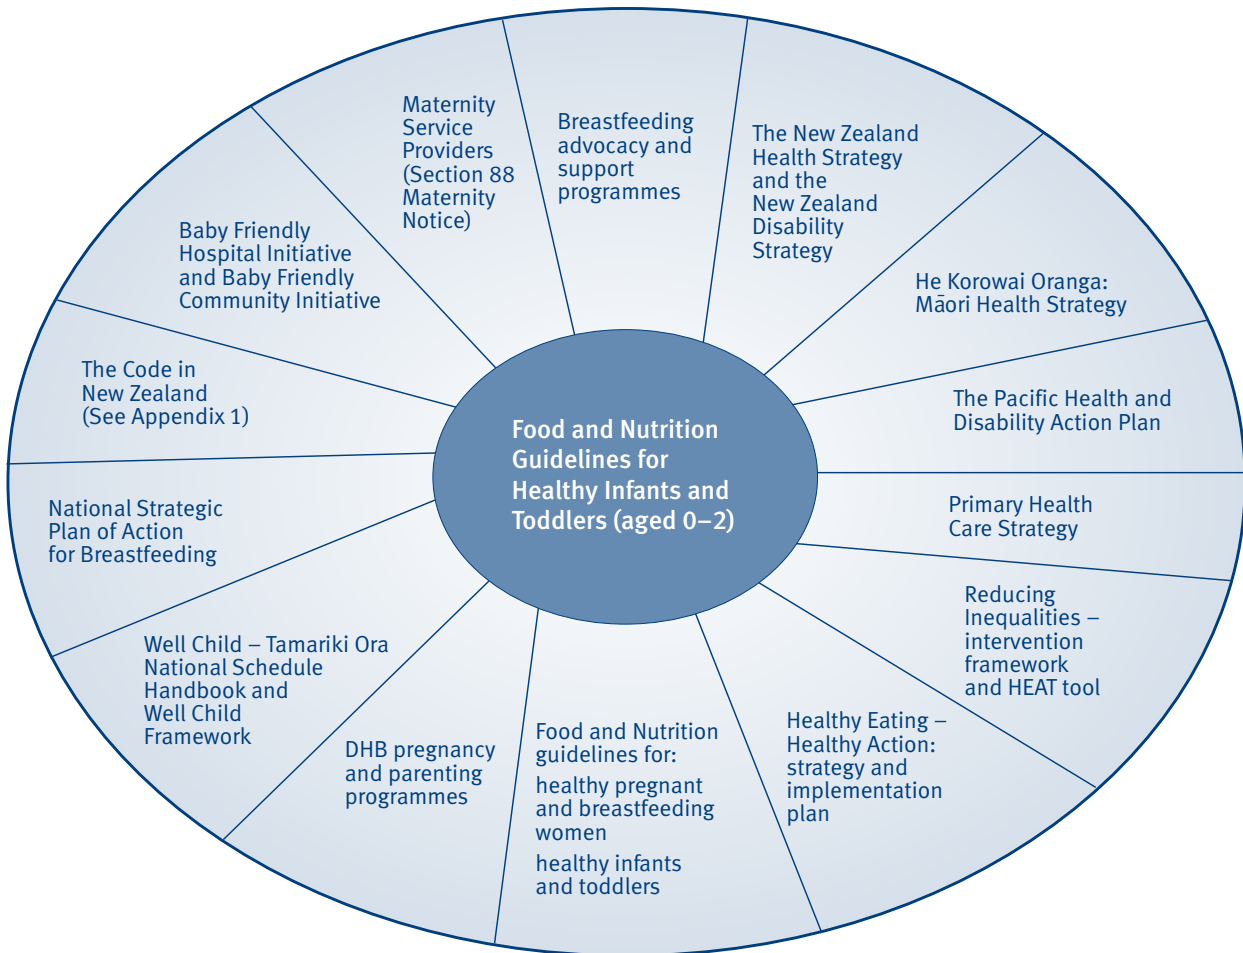 Maternity
Service
Providers
(Section 88
Maternity
Notice)
Breastfeeding
advocacy and
support
programmes
The New Zealand
Health Strategy
and the
New Zealand
Disability
Strategy
He Korowai Oranga:
Māori Health Strategy
The Pacific Health and
Disability Action Plan
Primary Health
Care Strategy
Reducing
Inequalities –
intervention
framework
and HEAT tool
Healthy Eating –
Healthy Action:
strategy and
implementation
plan
Food and Nutrition
guidelines for:
healthy pregnant
and breastfeeding
women
healthy infants
and toddlers
DHB pregnancy
and parenting
programmes
Well Child – Tamariki Ora
National Schedule
Handbook and
Well Child
Framework
National Strategic
Plan of Action
for Breastfeeding
The Code in
New Zealand
(See Appendix 1)
Baby Friendly
Hospital Initiative
and Baby Friendly
Community Initiative
Food and Nutrition
Guidelines for
Healthy Infants and
Toddlers (aged 0–2)